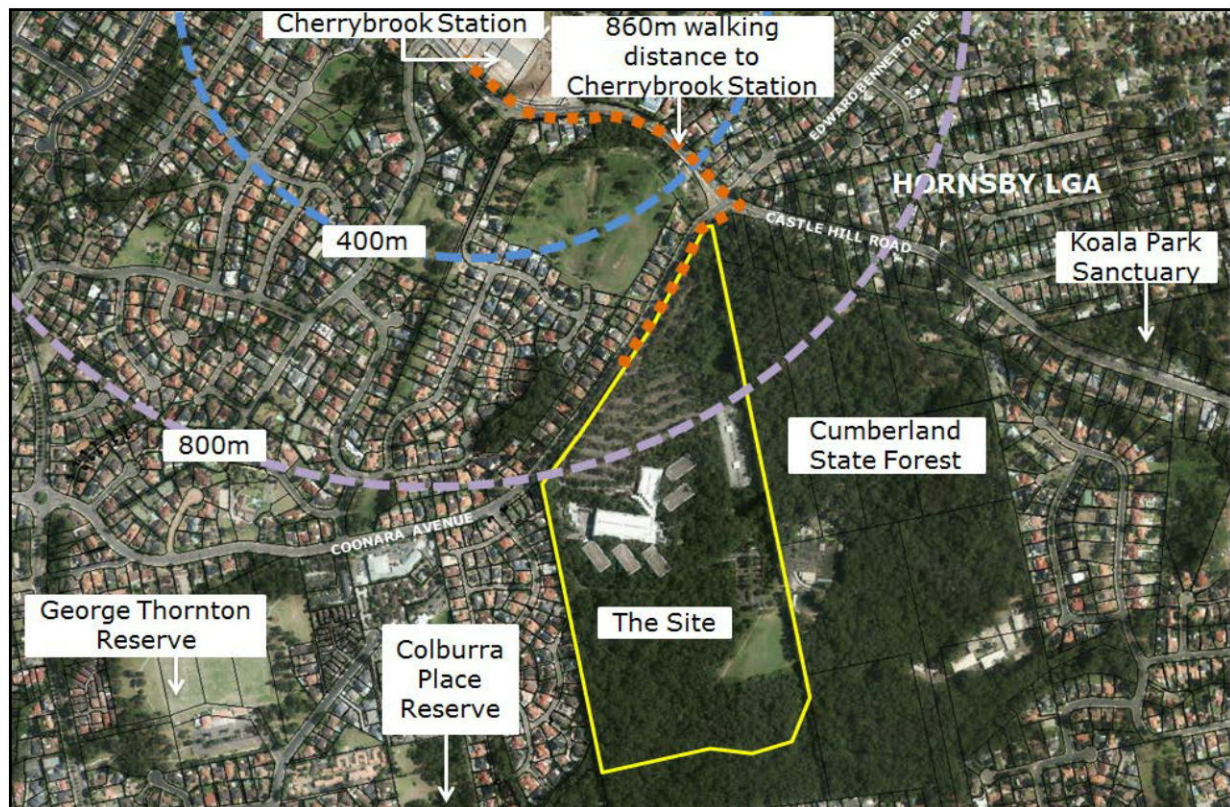 Cherrybrook Station
860m walking
distance to
Cherrybrook Station
EDWARD BENNETT DRIVE
HORNSBY LGA
CASTLE HILL ROAD
400m
Koala Park
Sanctuary
800m
Cumberland
State Forest
COONARA AVENUE
George Thornton
Reserve
The Site
Colburra
Place
Reserve